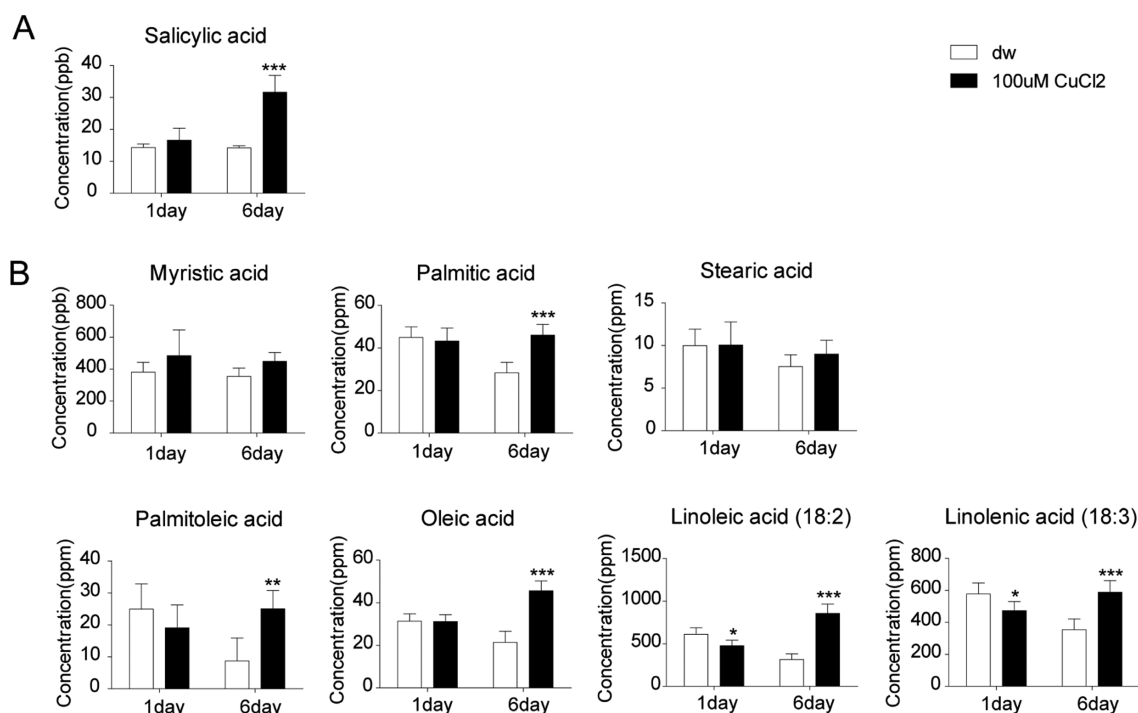 A
Salicylic acid
dw
100uM CuCl2
Concentration(ppb)
40
30
20
10
0
***
1day
6day
B
Myristic acid
Concentration(ppb)
800
600
400
200
0
1day
6day
Palmitic acid
Concentration(ppm)
60
40
20
0
***
1day
6day
Stearic acid
Concentration(ppm)
15
10
5
0
1day
6day
Palmitoleic acid
Concentration(ppm)
40
30
20
10
0
**
1day
6day
Oleic acid
Concentration(ppm)
60
40
20
0
***
1day
6day
Linoleic acid (18:2)
Concentration(ppm)
1500
1000
500
0
*
***
1day
6day
Linolenic acid (18:3)
Concentration(ppm)
800
600
400
200
0
*
***
1day
6day